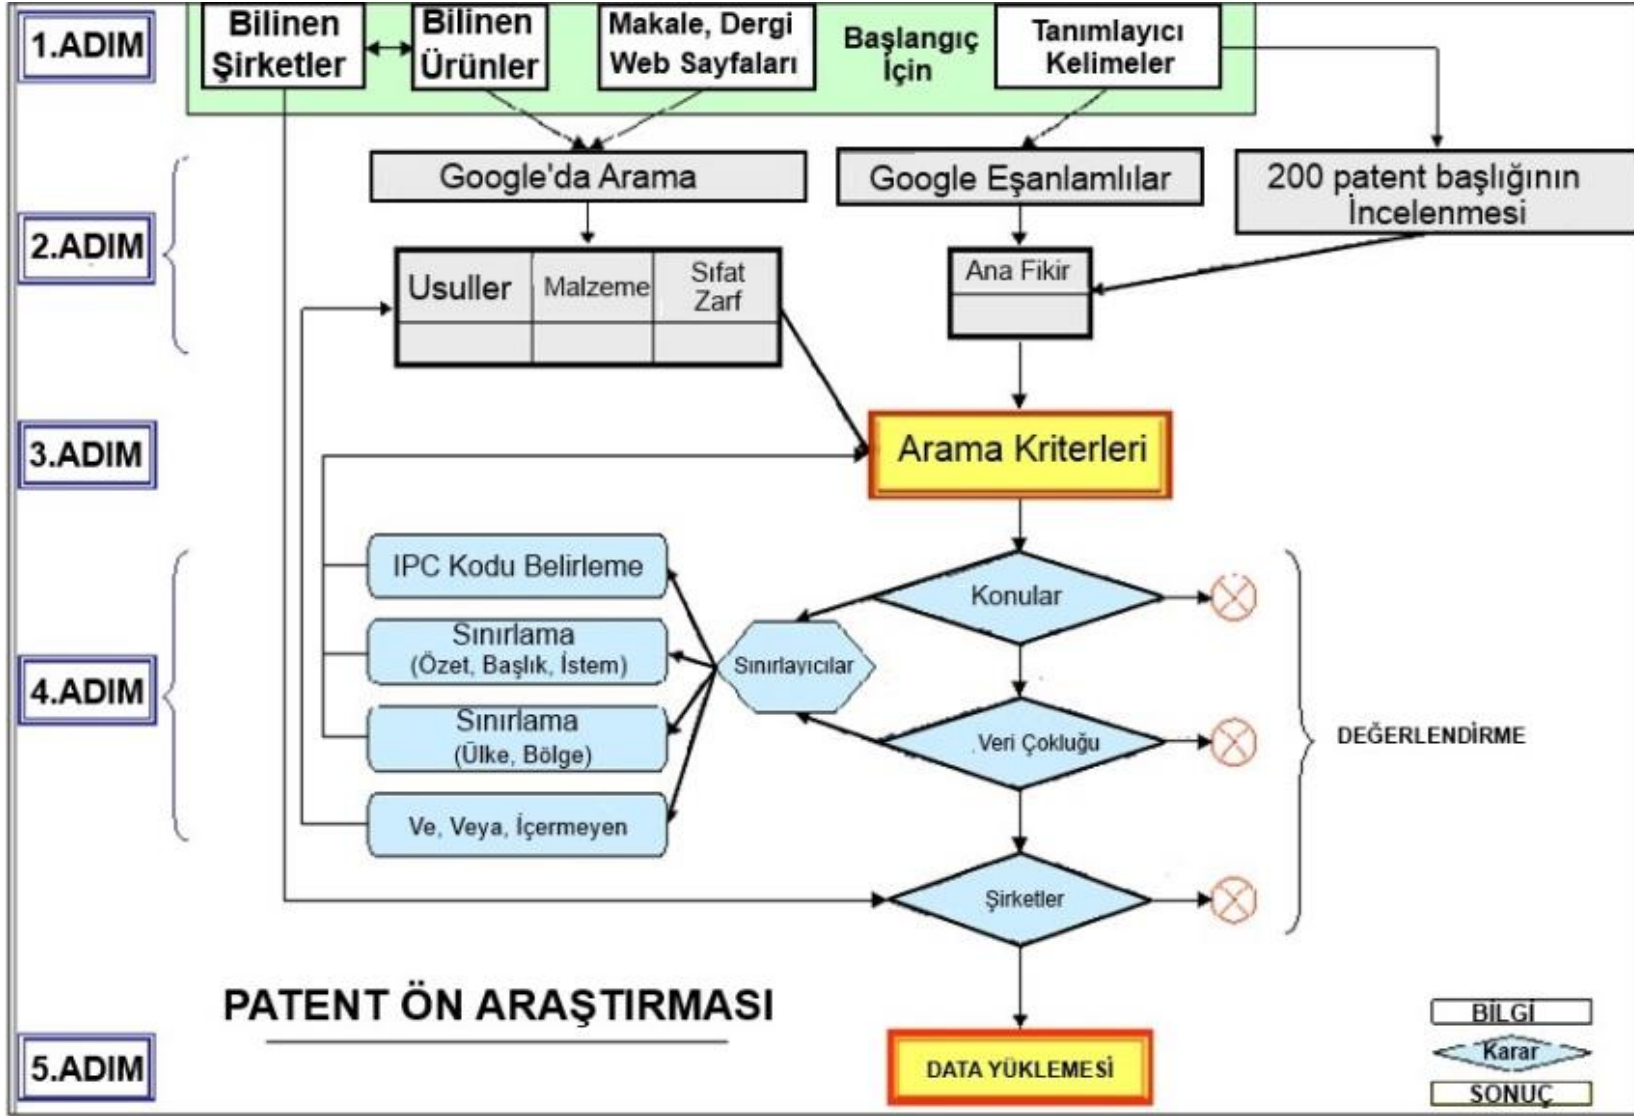 1.ADIM
Bilinen
Şirketler
Bilinen
Ürünler
Makale, Dergi
Web Sayfaları
Başlangıç
İçin
Tanımlayıcı
Kelimeler
2.ADIM
Google'da Arama
Google Eşanlamlılar
200 patent başlığının
İncelenmesi
Usuller
Malzeme
Sıfat
Zarf
Ana Fikir
3.ADIM
Arama Kriterleri
4.ADIM
IPC Kodu Belirleme
Sınırlama
(Özet, Başlık, İstem)
Sınırlama
(Ülke, Bölge)
Ve, Veya, İçermeyen
Sınırlayıcılar
Konular
Veri Çokluğu
Şirketler
DEĞERLENDİRME
PATENT ÖN ARAŞTIRMASI
5.ADIM
DATA YÜKLEMESİ
BİLGİ
Karar
SONUÇ